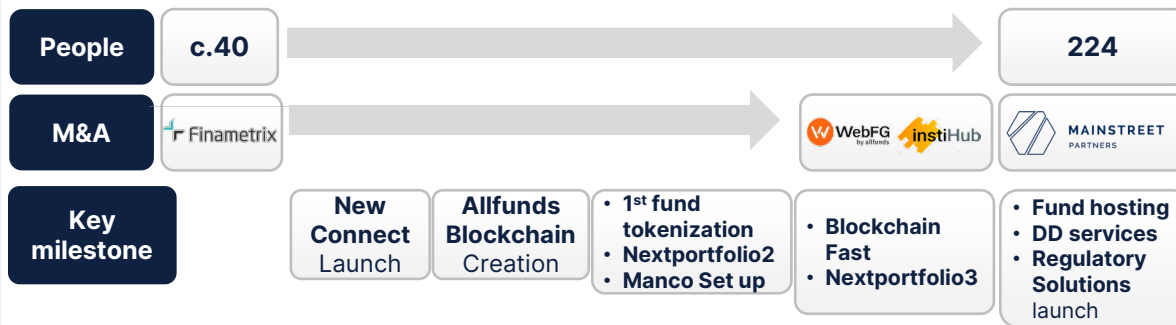 People
c.40
224
M&A
Finametrix
WebFG
by allfunds
instiHub
MAINSTREET
PARTNERS
Key
milestone
New
Connect
Launch
Allfunds
Blockchain
Creation
• 1st fund
tokenization
• Nextportfolio2
• Manco Set up
• Blockchain
Fast
• Nextportfolio3
• Fund hosting
• DD services
• Regulatory
Solutions
launch